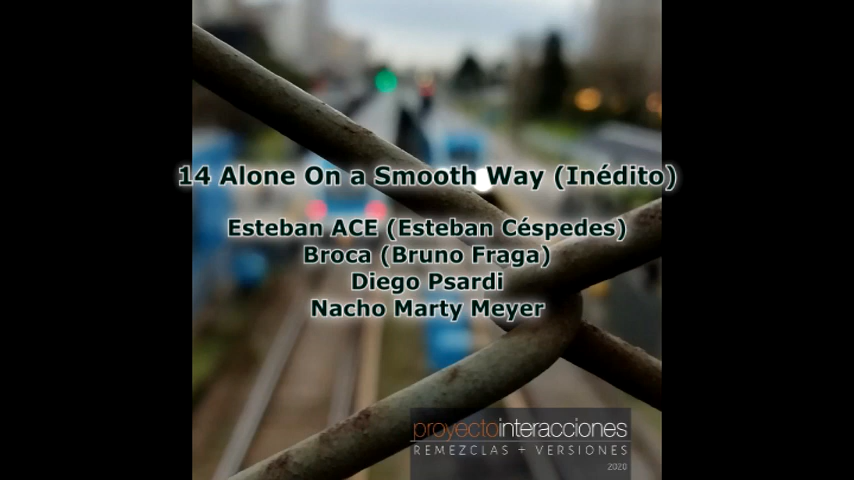 14 Alone On a Smooth Way (Inédito)
Esteban ACE (Esteban Céspedes)
Broca (Bruno Fraga)
Diego Psardi
Nacho Marty Meyer
proyectointeracciones
REMEZCLAS + VERSIONES
2020